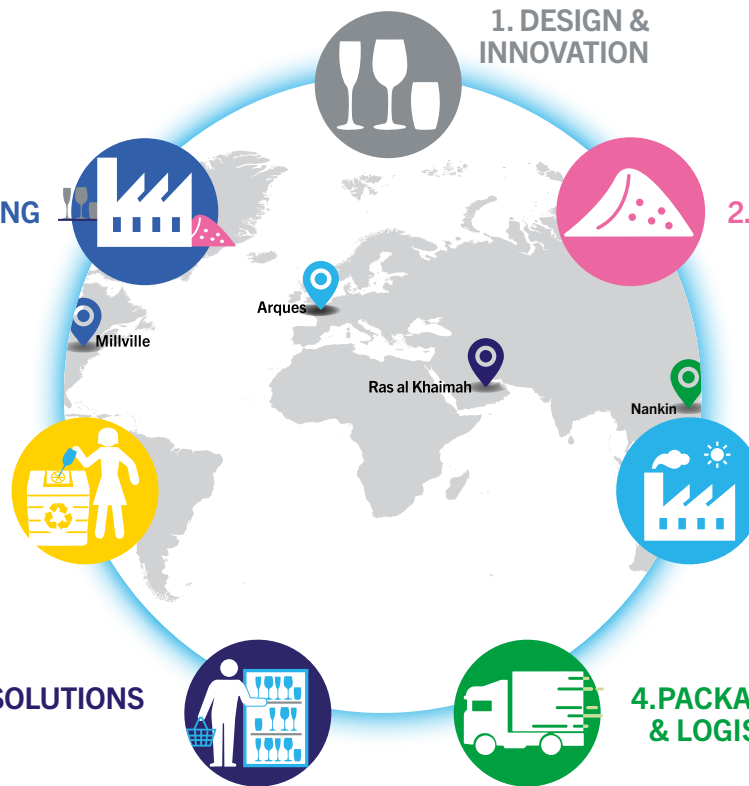 1. DESIGN &
INNOVATION
NG
2.
Arques
Millville
Ras al Khaimah
Nankin
SOLUTIONS
4.PACKA
& LOGIS